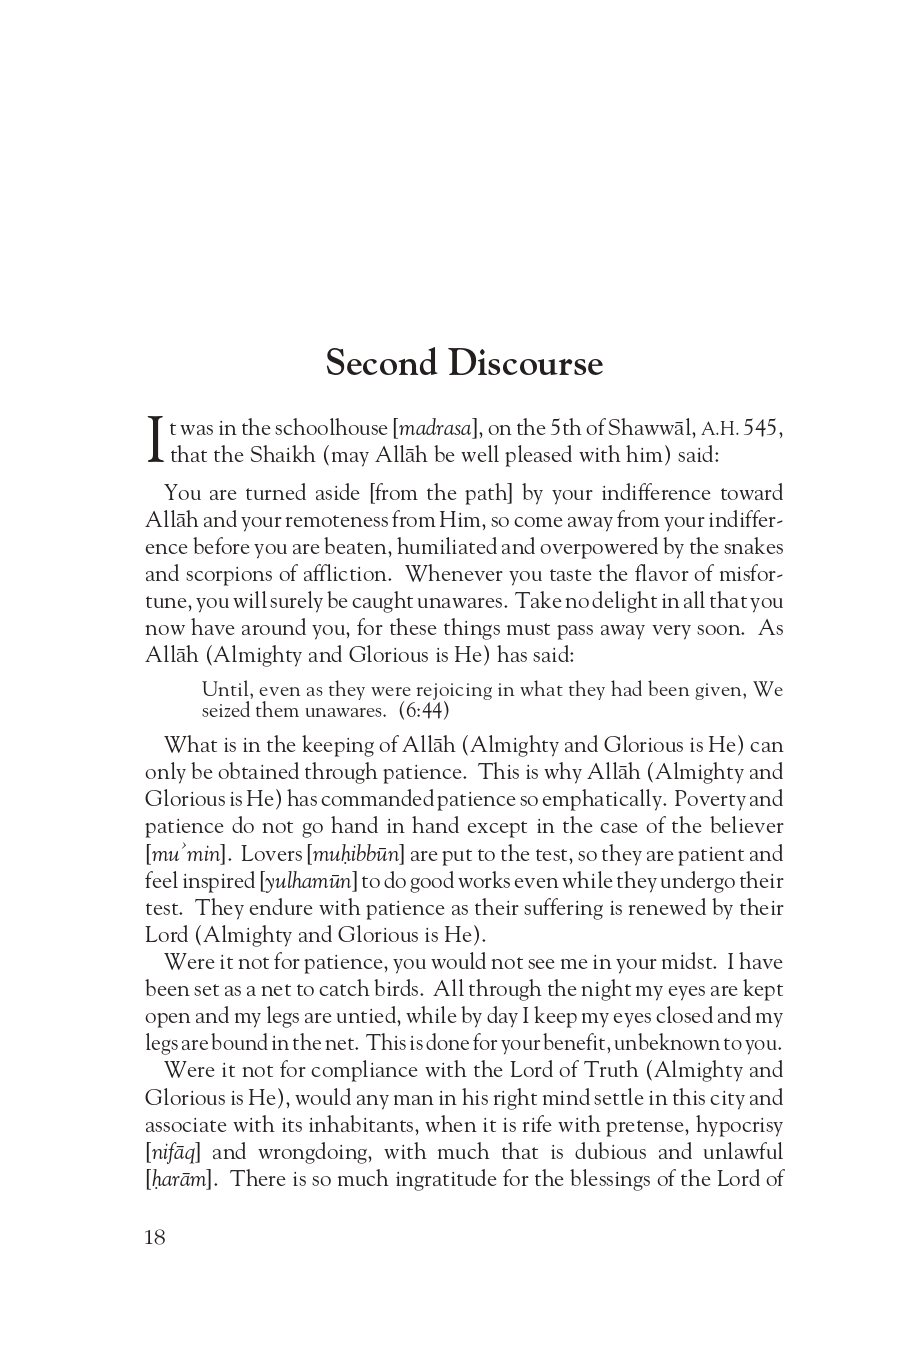 Second Discourse
It was in the schoolhouse [madrasa], on the 5th of Shawwāl, A.H. 545,
that the Shaikh (may Allāh be well pleased with him) said:
You are turned aside [from the path] by your indifference toward
Allāh and your remoteness from Him, so come away from your indiffer-
ence before you are beaten, humiliated and overpowered by the snakes
and scorpions of affliction. Whenever you taste the flavor of misfor-
tune, you will surely be caught unawares. Take no delight in all that you
now have around you, for these things must pass away very soon. As
Allāh (Almighty and Glorious is He) has said:
Until, even as they were rejoicing in what they had been given, We
seized them unawares. (6:44)
What is in the keeping of Allāh (Almighty and Glorious is He) can
only be obtained through patience. This is why Allāh (Almighty and
Glorious is He) has commanded patience so emphatically. Poverty and
patience do not go hand in hand except in the case of the believer
[muʾmin]. Lovers [muḥibbūn] are put to the test, so they are patient and
feel inspired [yulhamūn] to do good works even while they undergo their
test. They endure with patience as their suffering is renewed by their
Lord (Almighty and Glorious is He).
Were it not for patience, you would not see me in your midst. I have
been set as a net to catch birds. All through the night my eyes are kept
open and my legs are untied, while by day I keep my eyes closed and my
legs are bound in the net. This is done for your benefit, unbeknown to you.
Were it not for compliance with the Lord of Truth (Almighty and
Glorious is He), would any man in his right mind settle in this city and
associate with its inhabitants, when it is rife with pretense, hypocrisy
[nifāq] and wrongdoing, with much that is dubious and unlawful
[ḥarām]. There is so much ingratitude for the blessings of the Lord of
18